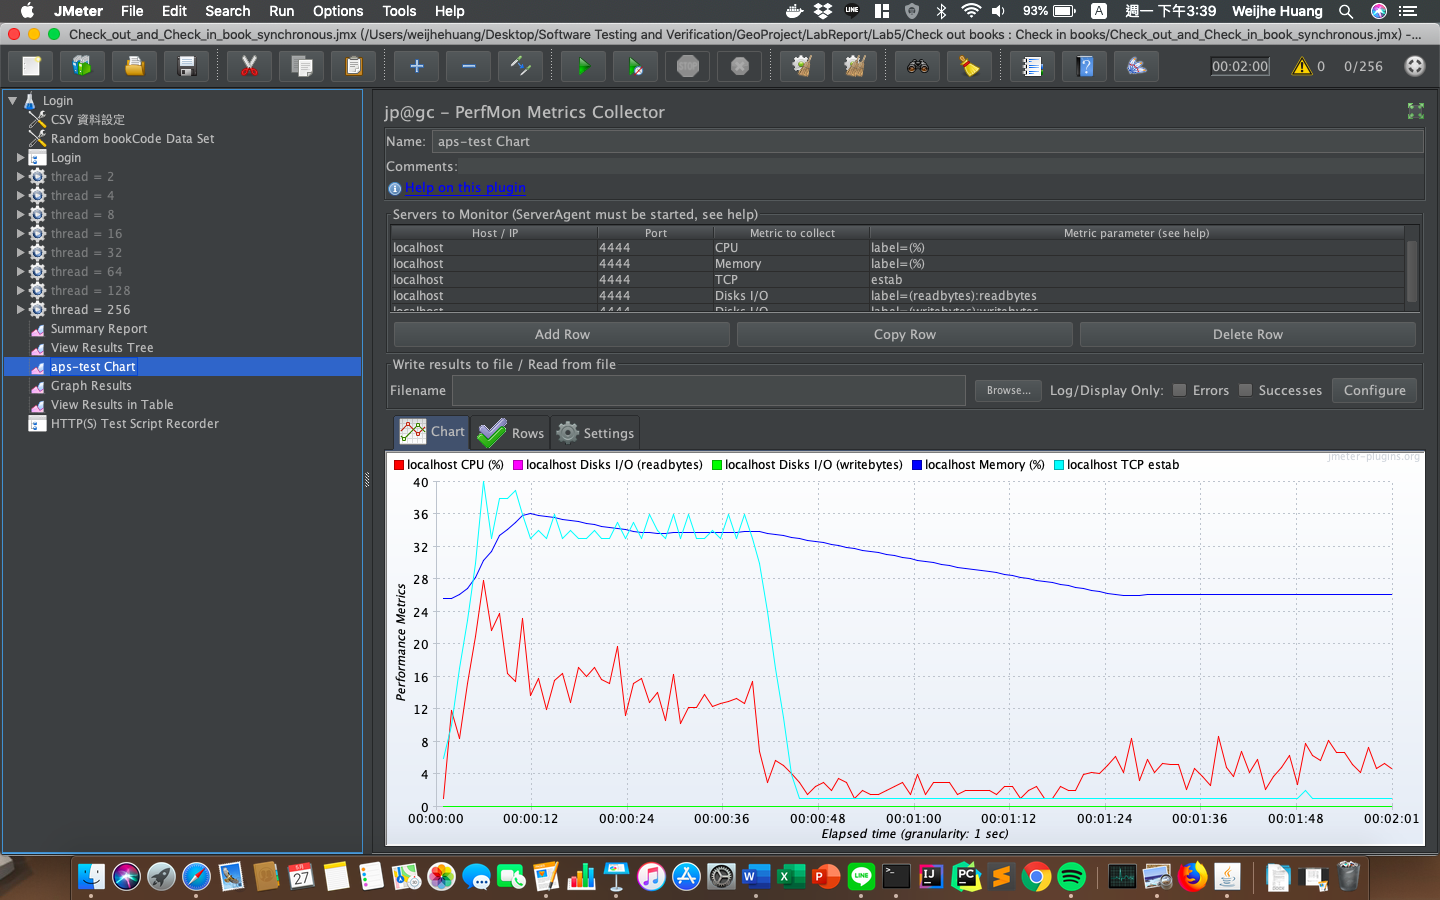 JMeter File Edit Search Run Options Tools Help 93% A 週一 下午3:39 Weijhe Huang
Check_out_and_Check_in_book_synchronous.jmx (/Users/weijhehuang/Desktop/Software Testing and Verification/GeoProject/LabReport/Lab5/Check out books : Check in books/Check_out_and_Check_in_book_synchronous.jmx) –...
00:02:00 0 0/256
Login
CSV 資料設定
Random bookCode Data Set
Login
thread = 2
thread = 4
thread = 8
thread = 16
thread = 32
thread = 64
thread = 128
thread = 256
Summary Report
View Results Tree
aps-test Chart
Graph Results
View Results in Table
HTTP(S) Test Script Recorder
jp@gc - PerfMon Metrics Collector
Name: aps-test Chart
Comments:
Help on this plugin
Servers to Monitor (ServerAgent must be started, see help)
Host / IP Port Metric to collect Metric parameter (see help)
localhost 4444 CPU label=(%)
localhost 4444 Memory label=(%)
localhost 4444 TCP estab
localhost 4444 Disks I/O label=(readbytes):readbytes
localhost 4444 Disks I/O label=(writebytes):writebytes
Add Row Copy Row Delete Row
Write results to file / Read from file
Filename Browse... Log/Display Only: Errors Successes Configure
Chart Rows Settings
localhost CPU (%) localhost Disks I/O (readbytes) localhost Disks I/O (writebytes) localhost Memory (%) localhost TCP estab
jmeter-plugins.org
40
36
32
28
24
20
16
12
8
4
0
Performance Metrics
00:00:00 00:00:12 00:00:24 00:00:36 00:00:48 00:01:00 00:01:12 00:01:24 00:01:36 00:01:48 00:02:01
Elapsed time (granularity: 1 sec)
27